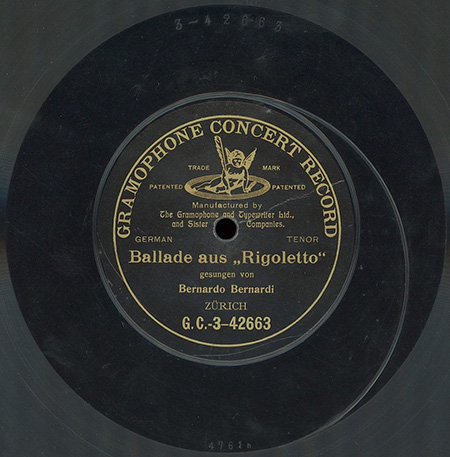 3-42663
GRAMOPHONE CONCERT RECORD
TRADE MARK
PATENTED PATENTED
Manufactured by
The Gramophone and Typewriter Ltd.,
and Sister Companies.
GERMAN TENOR
Ballade aus „Rigoletto“
gesungen von
Bernardo Bernardi
ZÜRICH
G.C.-3-42663